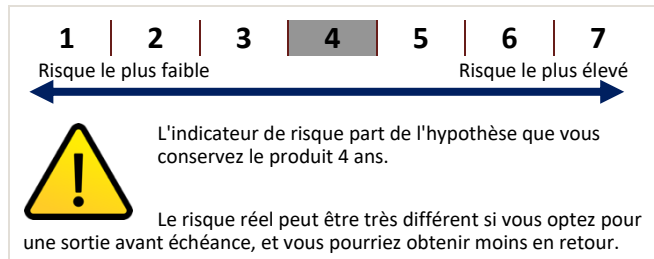 1 2 3 4 5 6 7
Risque le plus faible Risque le plus élevé
L'indicateur de risque part de l'hypothèse que vous
conservez le produit 4 ans.
Le risque réel peut être très différent si vous optez pour
une sortie avant échéance, et vous pourriez obtenir moins en retour.